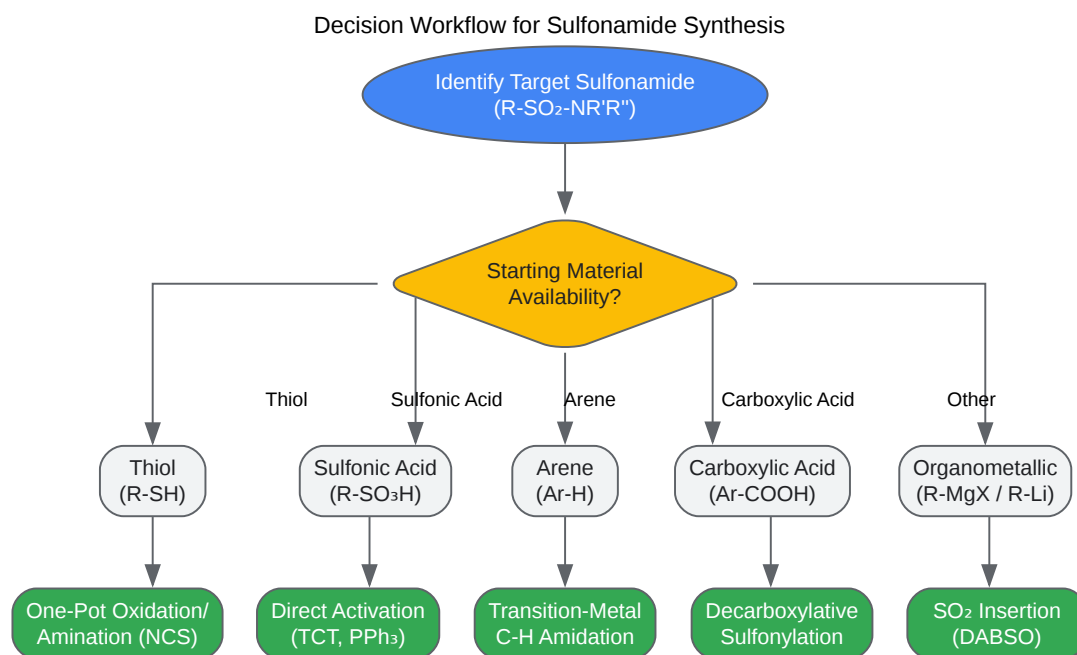 Decision Workflow for Sulfonamide Synthesis
Identify Target Sulfonamide
(R-SO₂-NR'R")
Starting Material
Availability?
Thiol
Sulfonic Acid
Arene
Carboxylic Acid
Other
Thiol
(R-SH)
Sulfonic Acid
(R-SO₃H)
Arene
(Ar-H)
Carboxylic Acid
(Ar-COOH)
Organometallic
(R-MgX / R-Li)
One-Pot Oxidation/
Amination (NCS)
Direct Activation
(TCT, PPh₃)
Transition-Metal
C-H Amidation
Decarboxylative
Sulfonylation
SO₂ Insertion
(DABSO)